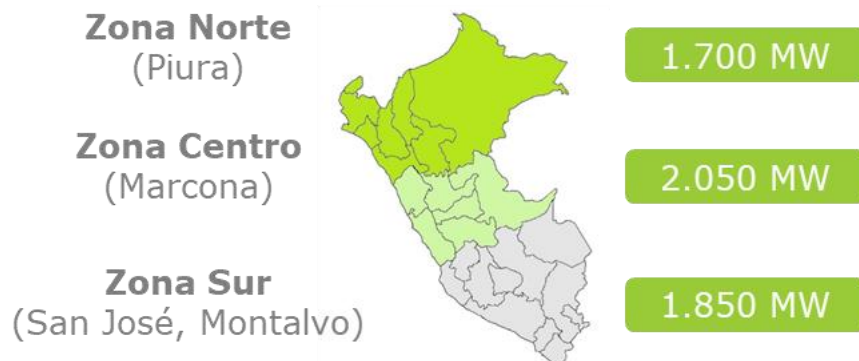 Zona Norte
(Piura)
1.700 MW
Zona Centro
(Marcona)
2.050 MW
Zona Sur
(San José, Montalvo)
1.850 MW